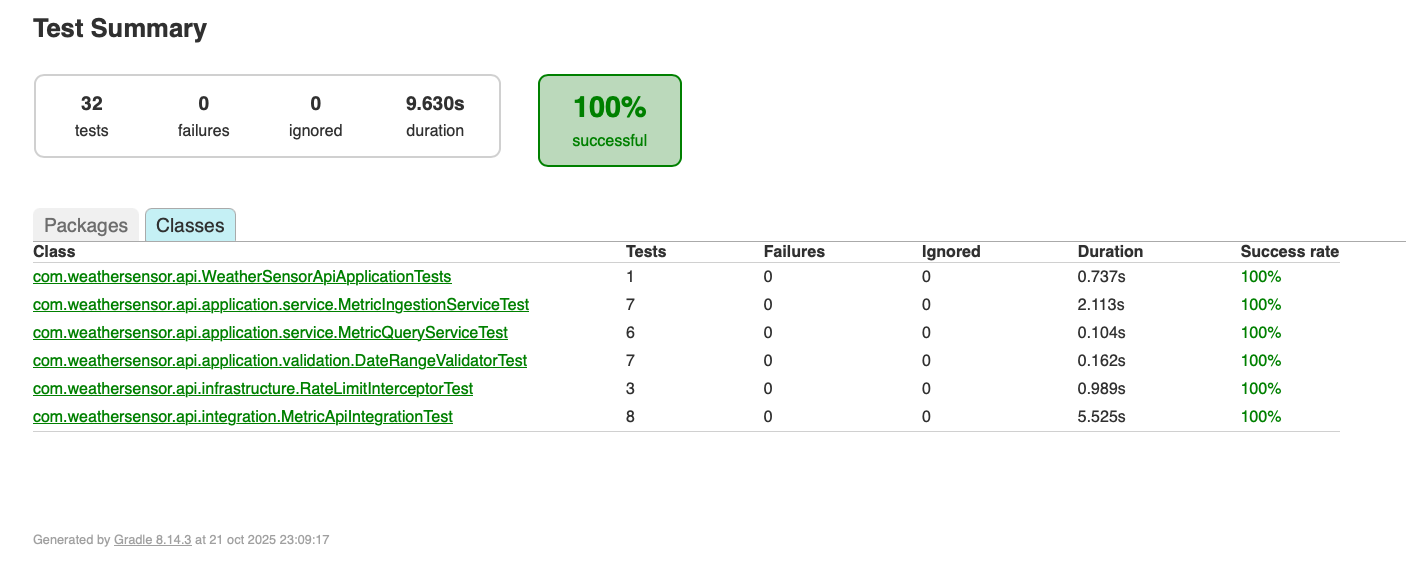 Test Summary
32 0 0 9.630s
tests failures ignored duration
100%
successful
Packages Classes
Class Tests Failures Ignored Duration Success rate
com.weathersensor.api.WeatherSensorApiApplicationTests 1 0 0 0.737s 100%
com.weathersensor.api.application.service.MetricIngestionServiceTest 7 0 0 2.113s 100%
com.weathersensor.api.application.service.MetricQueryServiceTest 6 0 0 0.104s 100%
com.weathersensor.api.application.validation.DateRangeValidatorTest 7 0 0 0.162s 100%
com.weathersensor.api.infrastructure.RateLimitInterceptorTest 3 0 0 0.989s 100%
com.weathersensor.api.integration.MetricApiIntegrationTest 8 0 0 5.525s 100%
Generated by Gradle 8.14.3 at 21 oct 2025 23:09:17